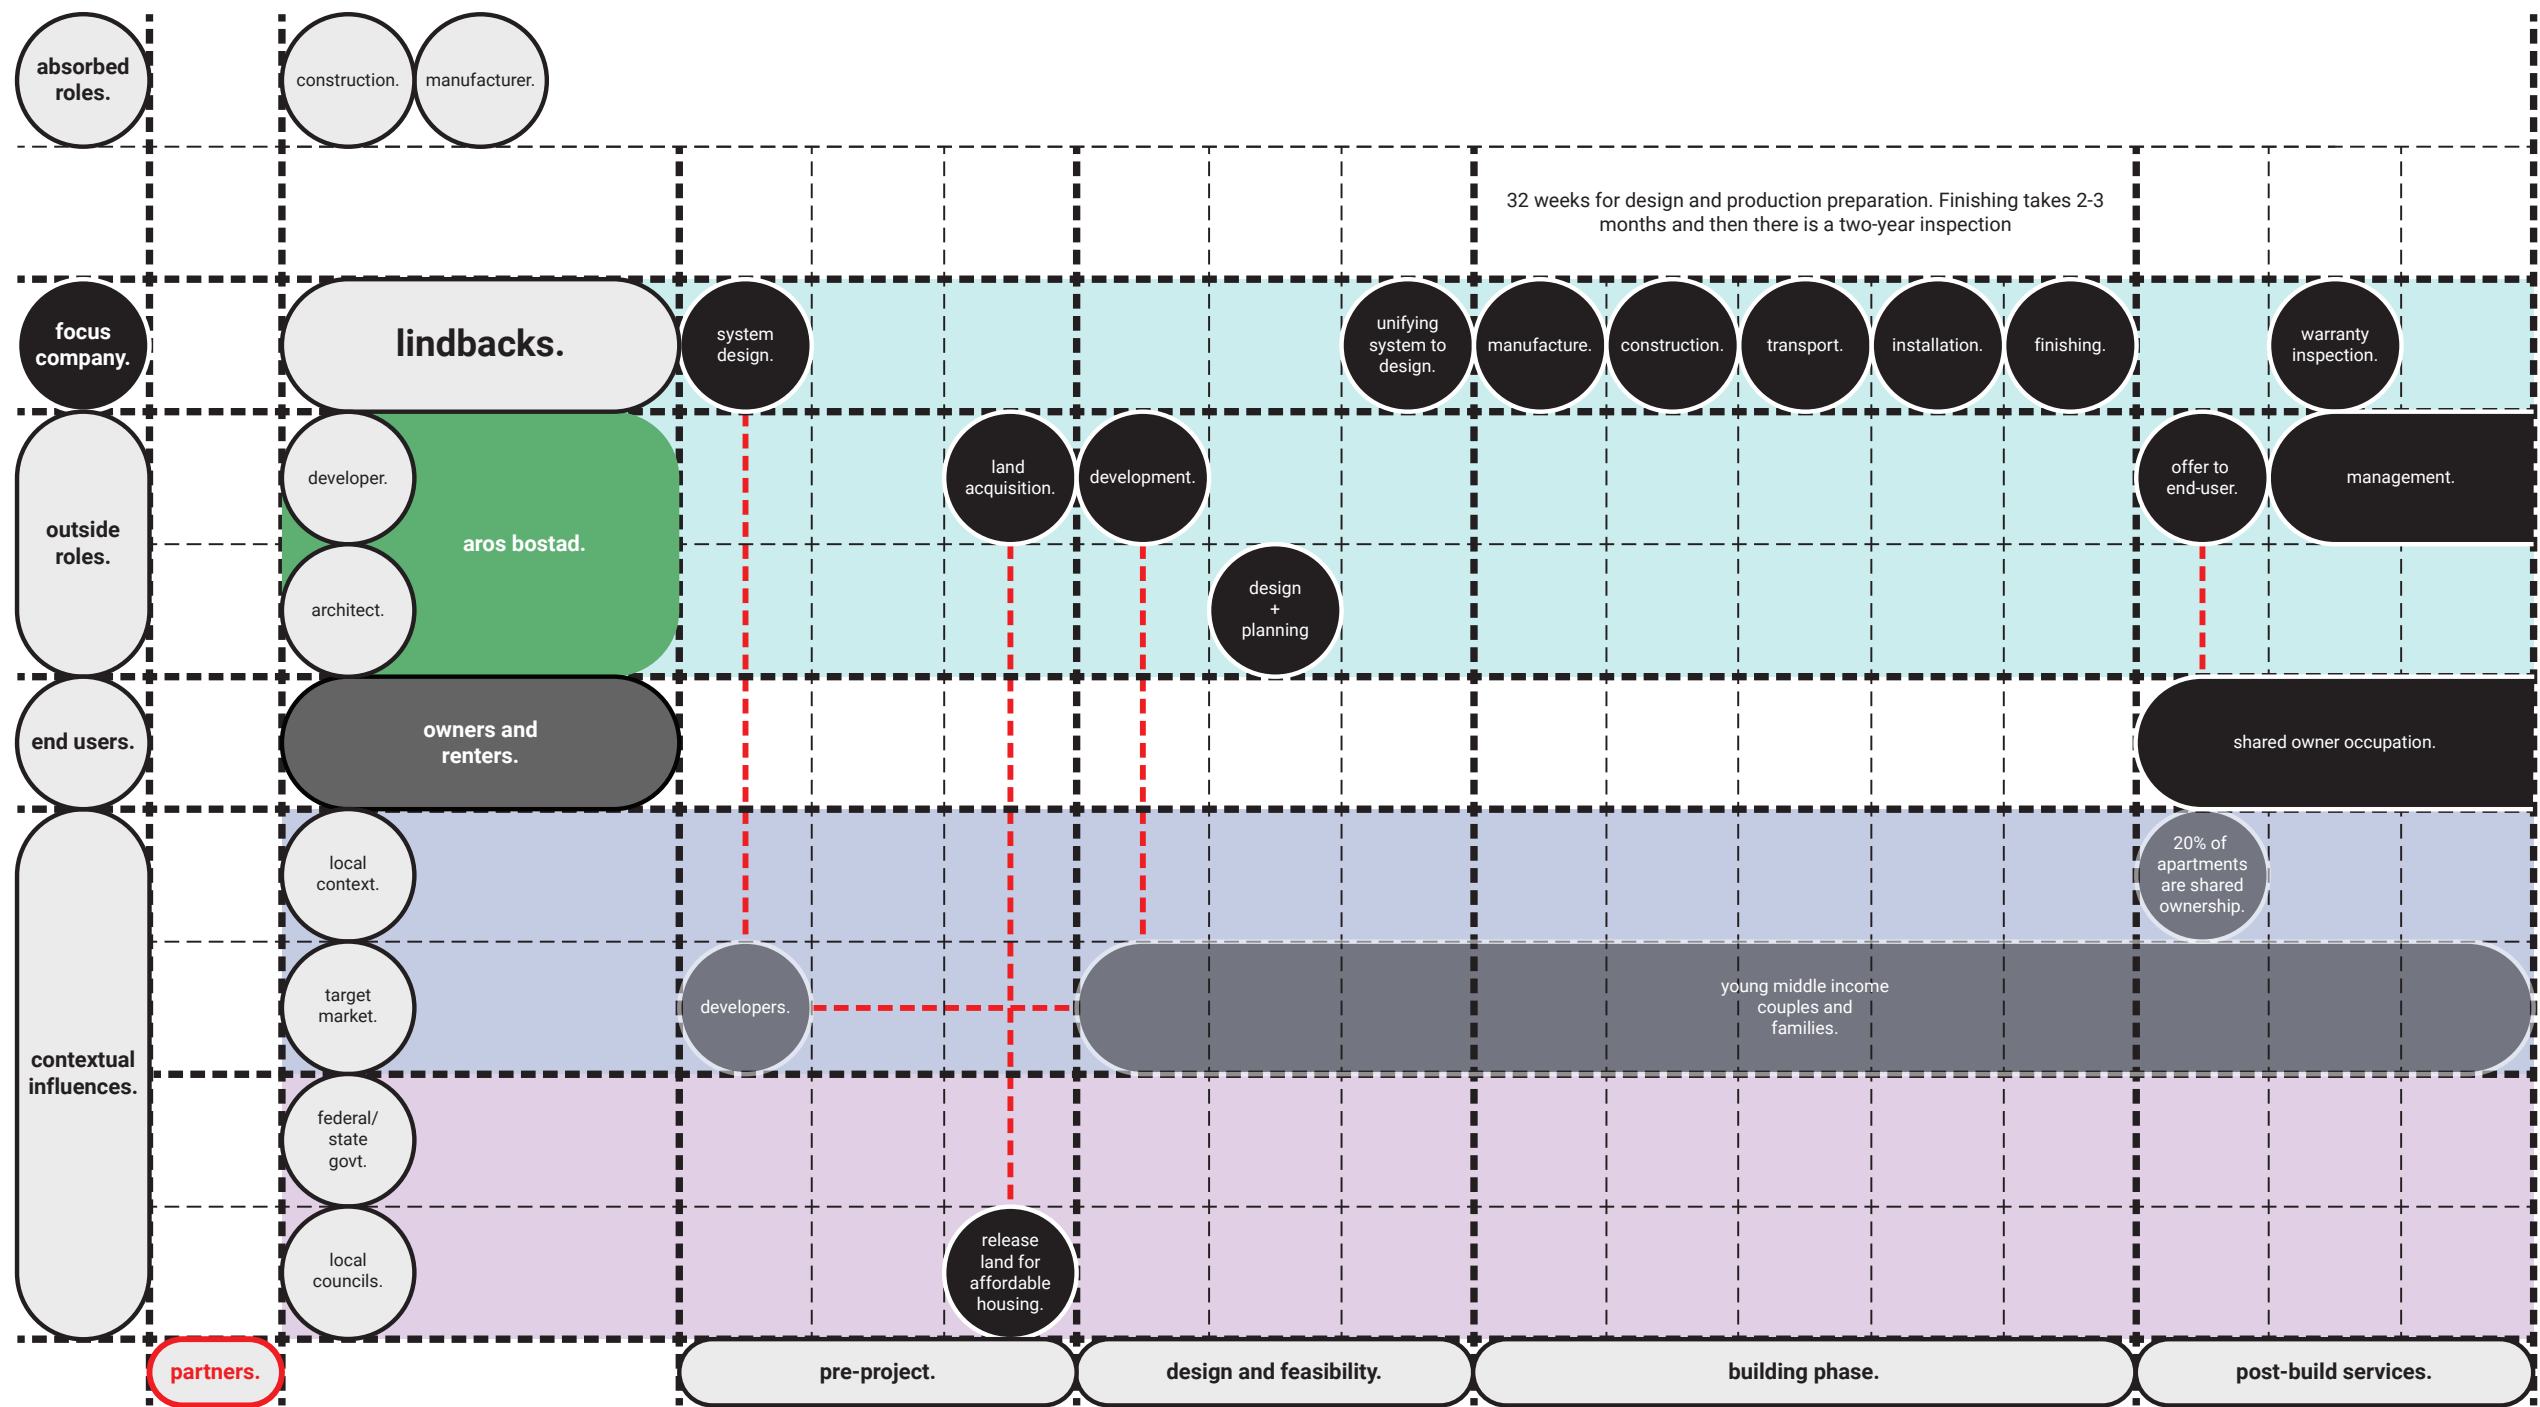 absorbed
roles.
construction.
manufacturer.
32 weeks for design and production preparation. Finishing takes 2-3
months and then there is a two-year inspection
focus
company.
lindbacks.
system
design.
unifying
system to
design.
manufacture.
construction.
transport.
installation.
finishing.
warranty
inspection.
outside
roles.
developer.
architect.
aros bostad.
land
acquisition.
development.
design
+
planning
offer to
end-user.
management.
end users.
owners and
renters.
shared owner occupation.
contextual
influences.
local
context.
20% of
apartments
are shared
ownership.
target
market.
developers.
young middle income
couples and
families.
federal/
state
govt.
local
councils.
release
land for
affordable
housing.
partners.
pre-project.
design and feasibility.
building phase.
post-build services.